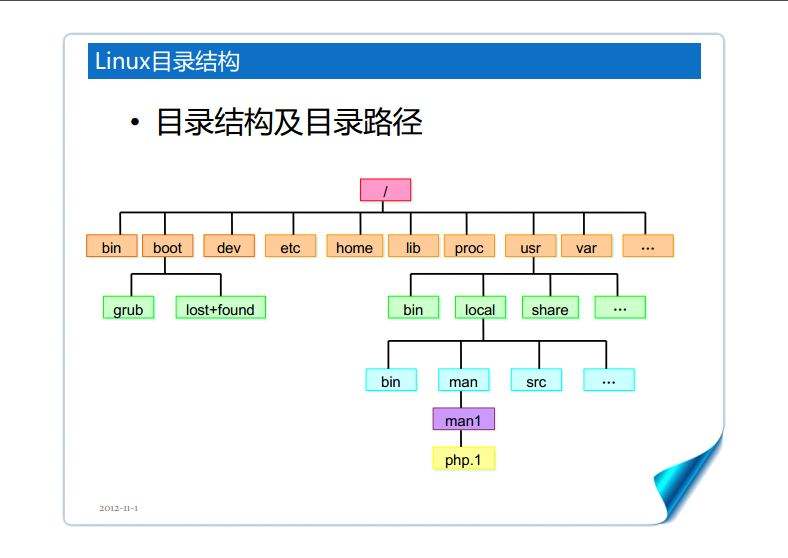 Linux目录结构
• 目录结构及目录路径
/
bin boot dev etc home lib proc usr var ...
grub lost+found bin local share ...
bin man src ...
man1
php.1
2012-11-1